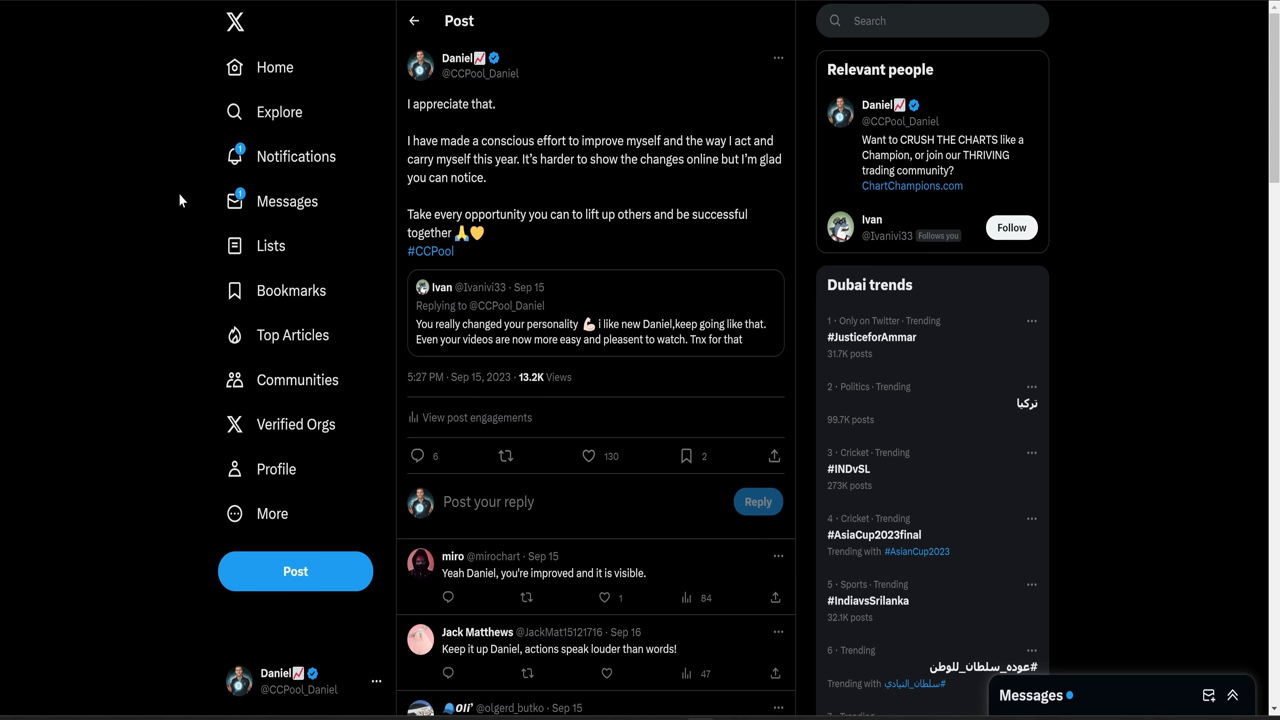 Home
Explore
1
Notifications
1
Messages
Lists
Bookmarks
Top Articles
Communities
Verified Orgs
Profile
More
Post
Daniel📈
@CCPool_Daniel
Post
Daniel📈
@CCPool_Daniel
I appreciate that.
I have made a conscious effort to improve myself and the way I act and
carry myself this year. It's harder to show the changes online but I'm glad
you can notice.
Take every opportunity you can to lift up others and be successful
together 🙏💛
#CCPool
Ivan @Ivanivi33 · Sep 15
Replying to @CCPool_Daniel
You really changed your personality 💪🏻 i like new Daniel,keep going like that.
Even your videos are now more easy and pleasent to watch. Tnx for that
5:27 PM · Sep 15, 2023 · 13.2K Views
View post engagements
6 130 2
Post your reply
Reply
miro @mirochart · Sep 15
Yeah Daniel, you're improved and it is visible.
1 84
Jack Matthews @JackMat15121716 · Sep 16
Keep it up Daniel, actions speak louder than words!
47
🧢Oli' @olgerd_butko · Sep 15
Search
Relevant people
Daniel📈
@CCPool_Daniel
Want to CRUSH THE CHARTS like a
Champion, or join our THRIVING
trading community?
ChartChampions.com
Ivan
@Ivanivi33 Follows you
Follow
Dubai trends
1 · Only on Twitter · Trending
#JusticeforAmmar
31.7K posts
2 · Politics · Trending
تركيا
99.7K posts
3 · Cricket · Trending
#INDvSL
273K posts
4 · Cricket · Trending
#AsiaCup2023final
Trending with #AsianCup2023
5 · Sports · Trending
#IndiavsSrilanka
32.1K posts
6 · Trending
#عوده_سلطان_للوطن
Trending with #سلطان_النيادي
Messages